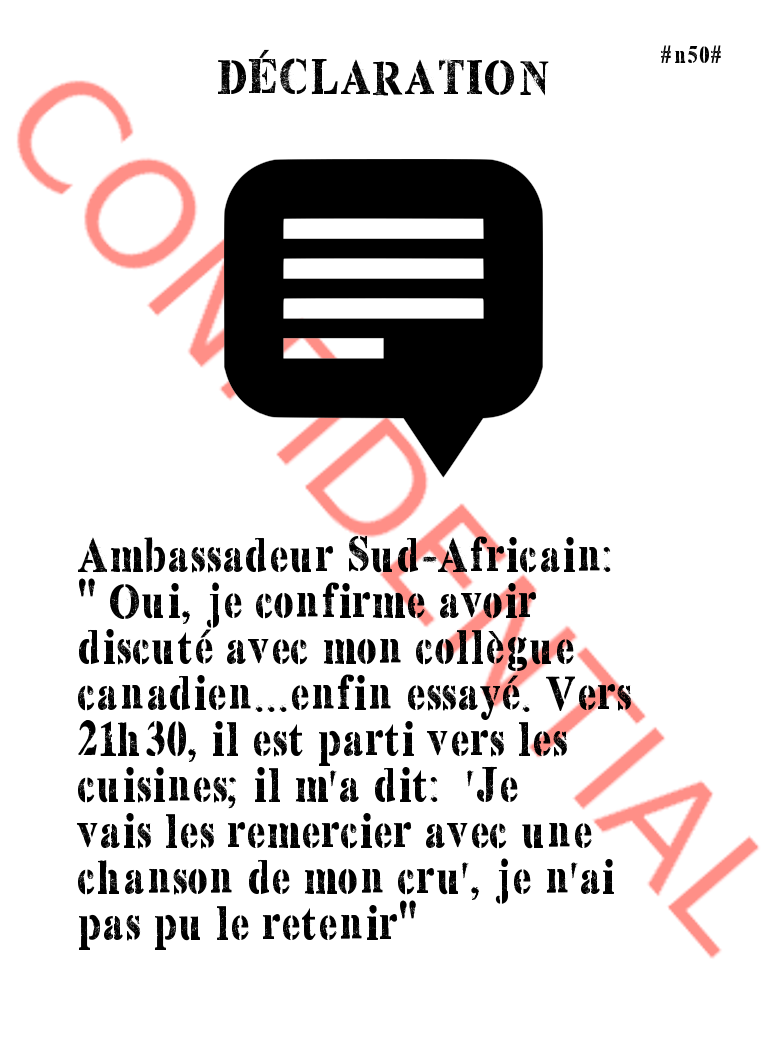 #n50#
DÉCLARATION
CONFIDENTIAL
Ambassadeur Sud-Africain:
" Oui, je confirme avoir
discuté avec mon collègue
canadien...enfin essayé. Vers
21h30, il est parti vers les
cuisines; il m'a dit: 'Je
vais les remercier avec une
chanson de mon cru', je n'ai
pas pu le retenir"